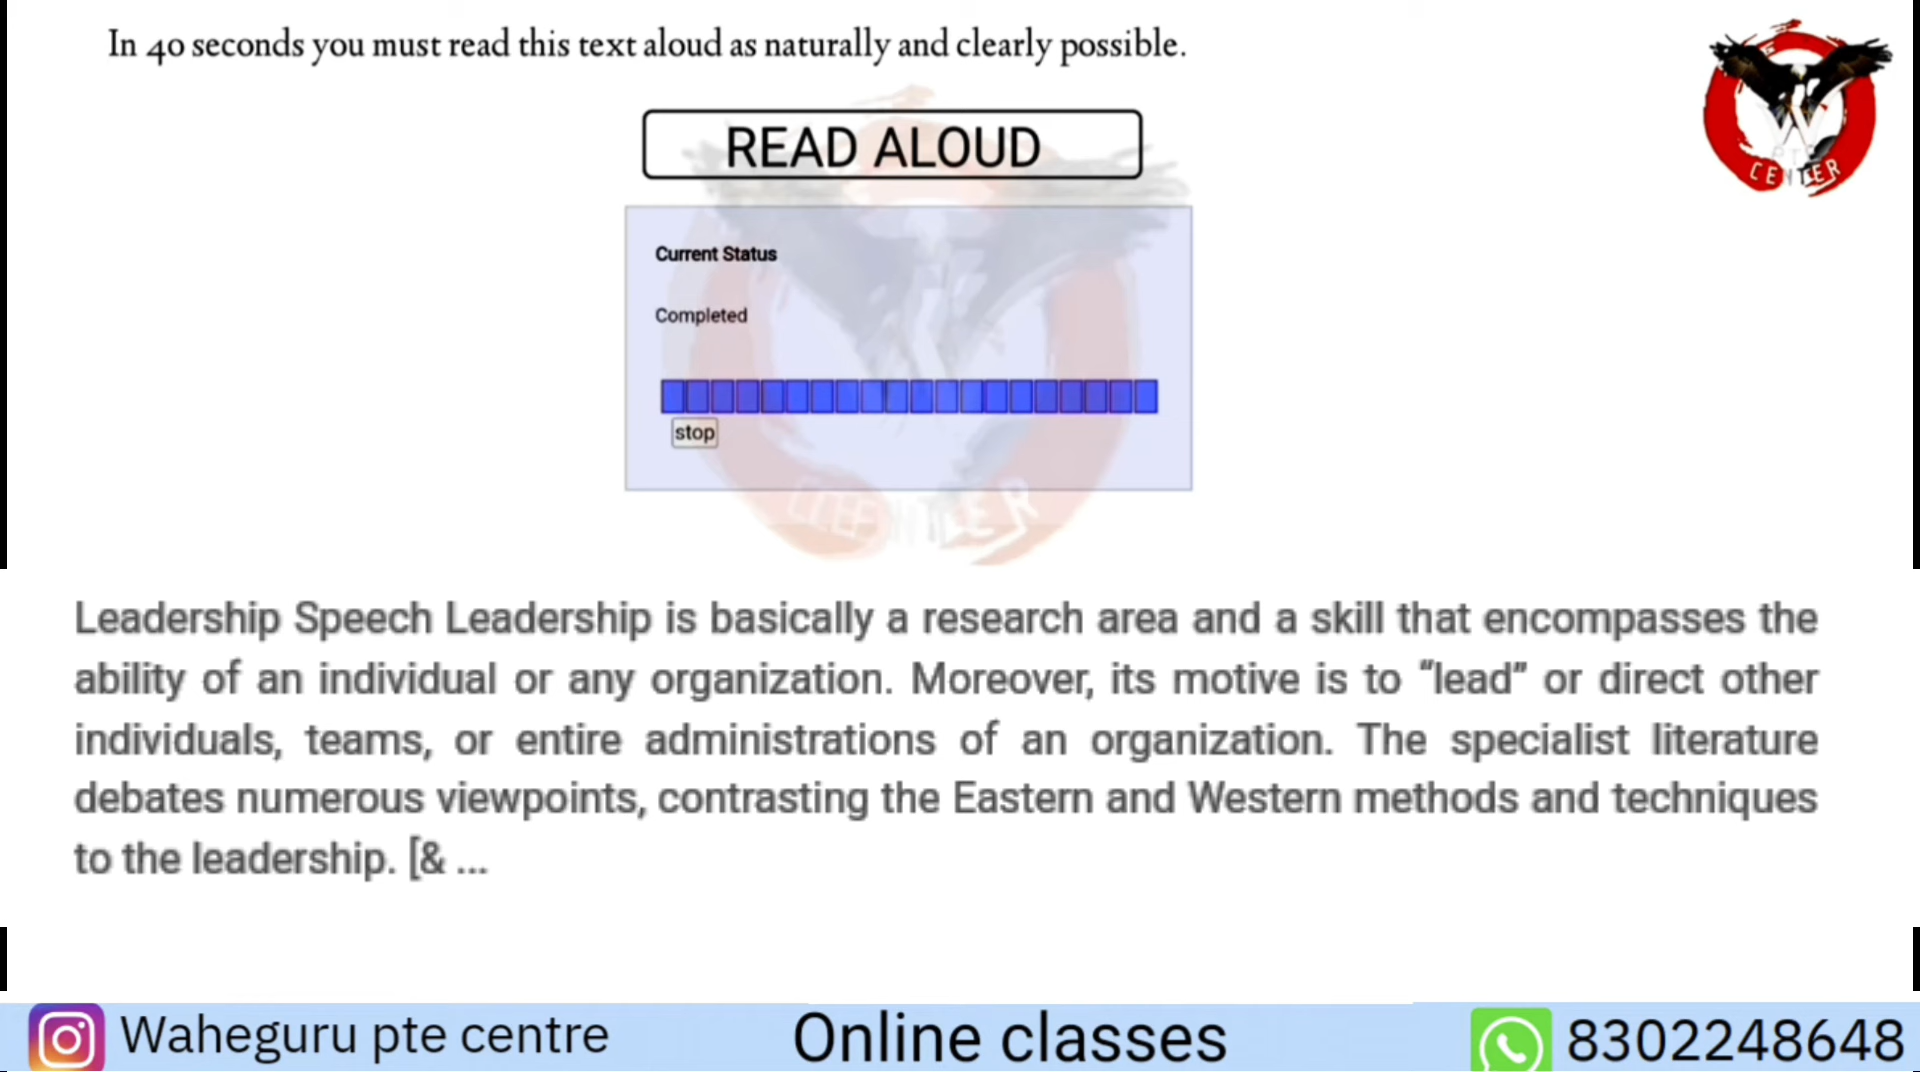 In 40 seconds you must read this text aloud as naturally and clearly possible.
READ ALOUD
Current Status
Completed
stop
W
PTE
CENTER
Leadership Speech Leadership is basically a research area and a skill that encompasses the
ability of an individual or any organization. Moreover, its motive is to “lead” or direct other
individuals, teams, or entire administrations of an organization. The specialist literature
debates numerous viewpoints, contrasting the Eastern and Western methods and techniques
to the leadership. [& ...
Waheguru pte centre
Online classes
8302248648